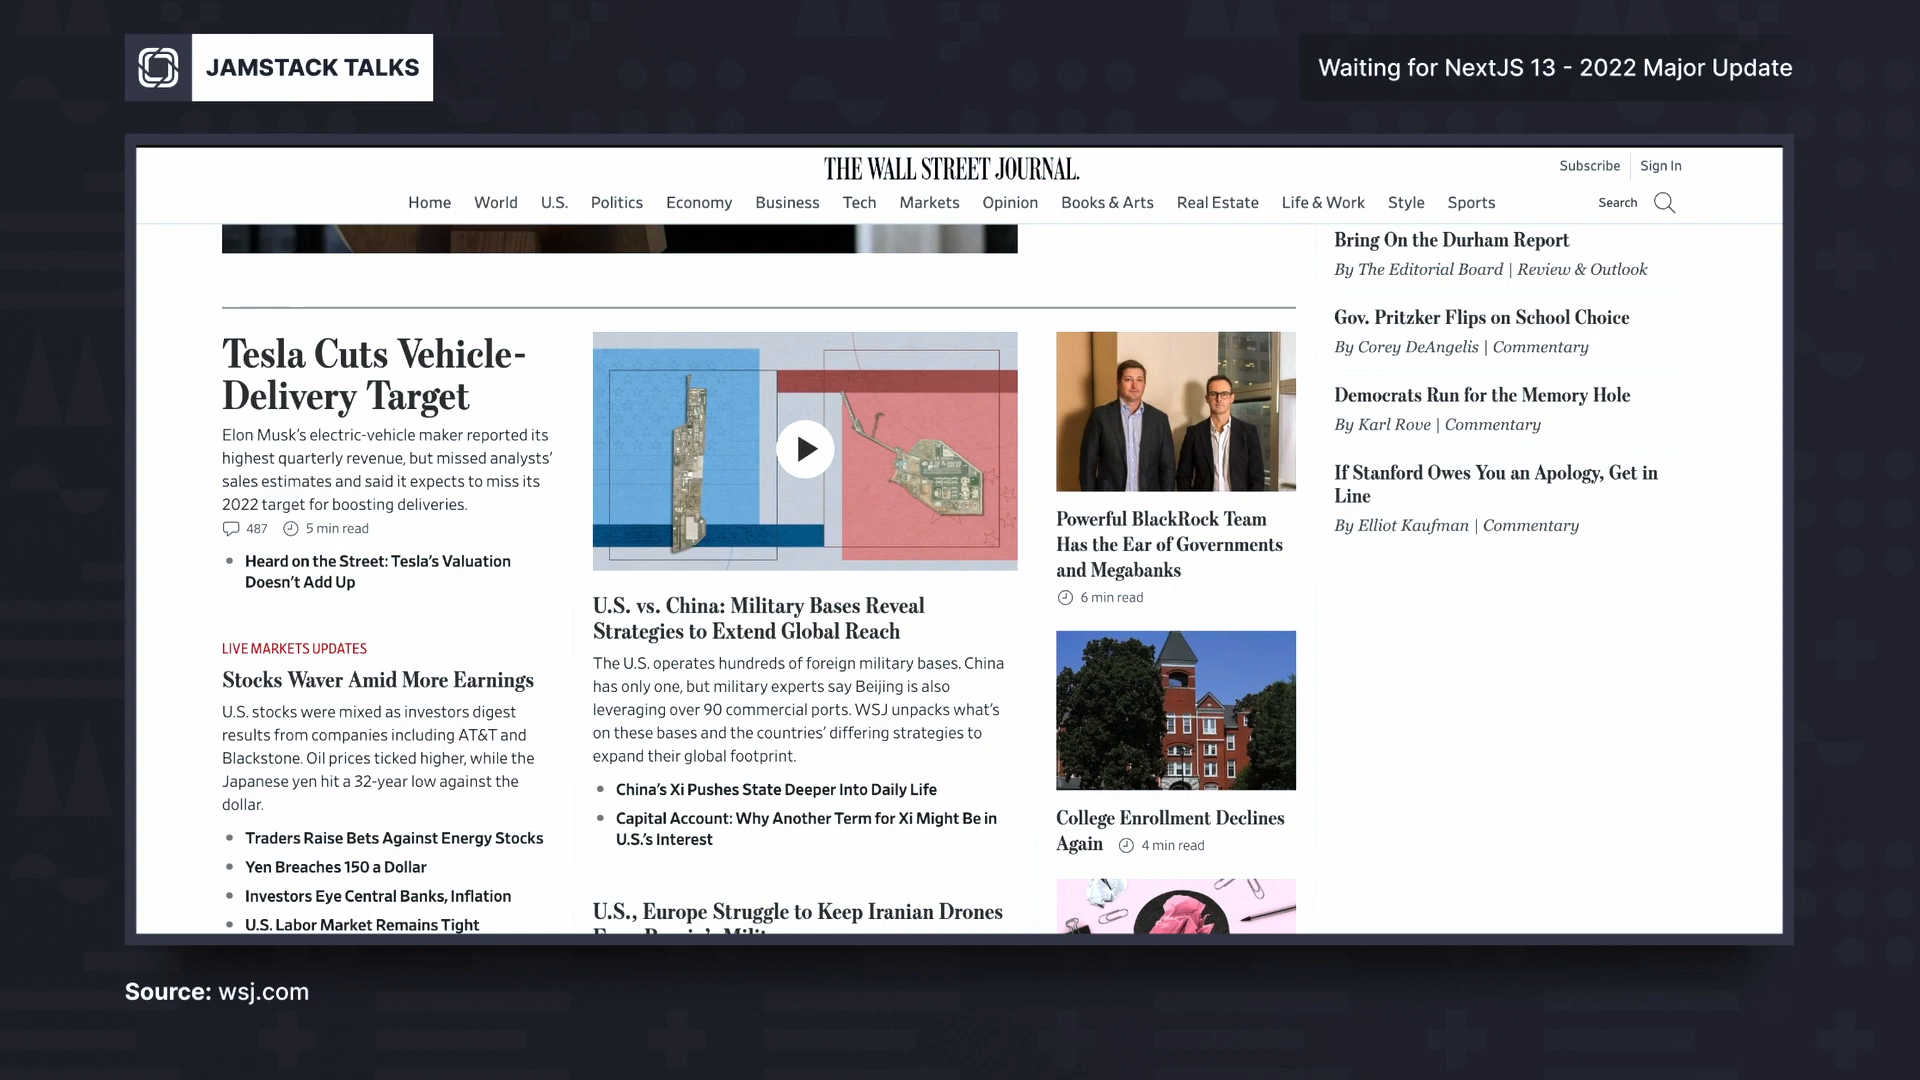 JAMSTACK TALKS
Waiting for NextJS 13 - 2022 Major Update
THE WALL STREET JOURNAL.
Subscribe
Sign In
Home World U.S. Politics Economy Business Tech Markets Opinion Books & Arts Real Estate Life & Work Style Sports
Search
Tesla Cuts Vehicle-
Delivery Target
Elon Musk's electric-vehicle maker reported its
highest quarterly revenue, but missed analysts'
sales estimates and said it expects to miss its
2022 target for boosting deliveries.
487 5 min read
Heard on the Street: Tesla's Valuation
Doesn't Add Up
LIVE MARKETS UPDATES
Stocks Waver Amid More Earnings
U.S. stocks were mixed as investors digest
results from companies including AT&T and
Blackstone. Oil prices ticked higher, while the
Japanese yen hit a 32-year low against the
dollar.
Traders Raise Bets Against Energy Stocks
Yen Breaches 150 a Dollar
Investors Eye Central Banks, Inflation
U.S. Labor Market Remains Tight
U.S. vs. China: Military Bases Reveal
Strategies to Extend Global Reach
The U.S. operates hundreds of foreign military bases. China
has only one, but military experts say Beijing is also
leveraging over 90 commercial ports. WSJ unpacks what's
on these bases and the countries' differing strategies to
expand their global footprint.
China's Xi Pushes State Deeper Into Daily Life
Capital Account: Why Another Term for Xi Might Be in
U.S.'s Interest
U.S., Europe Struggle to Keep Iranian Drones
Powerful BlackRock Team
Has the Ear of Governments
and Megabanks
6 min read
College Enrollment Declines
Again 4 min read
Bring On the Durham Report
By The Editorial Board | Review & Outlook
Gov. Pritzker Flips on School Choice
By Corey DeAngelis | Commentary
Democrats Run for the Memory Hole
By Karl Rove | Commentary
If Stanford Owes You an Apology, Get in
Line
By Elliot Kaufman | Commentary
Source: wsj.com